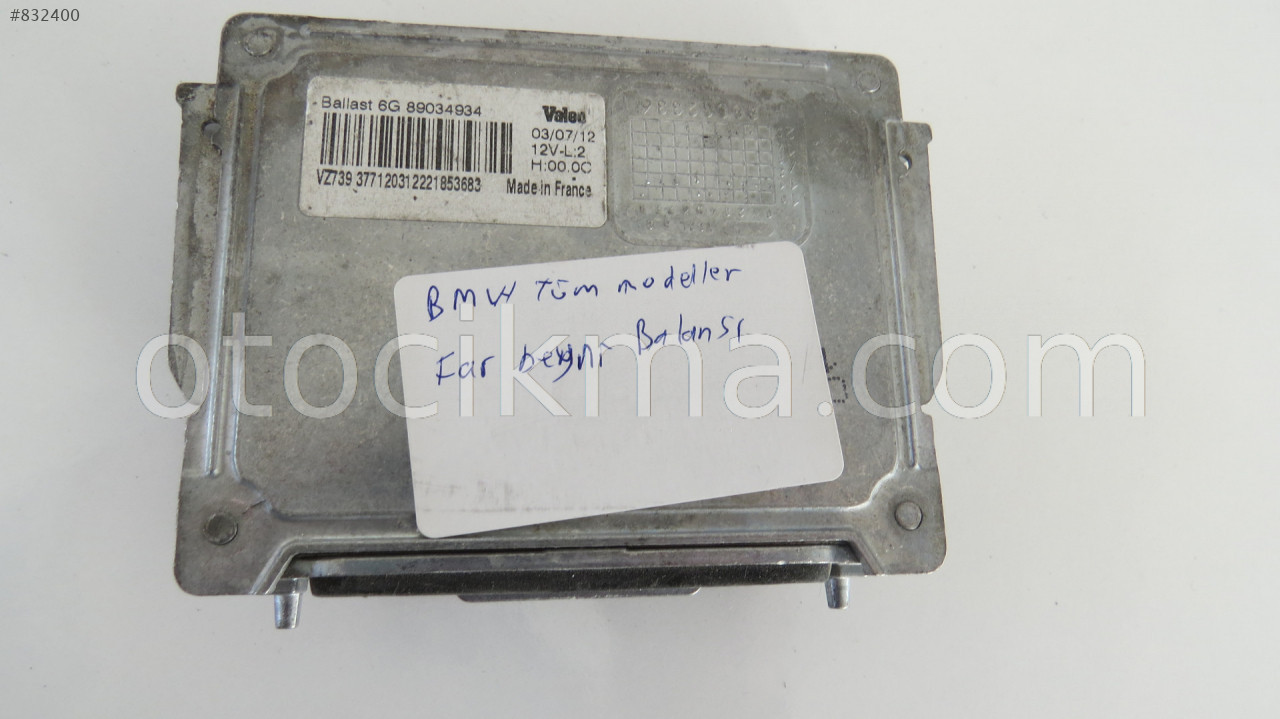 #832400
Ballast 6G 89034934
Valeo
03/07/12
12V-L:2
H:00.0C
VZ739 377120312221853683
Made in France
BMW Tüm modeller
Far beyni Balansı
otocikma.com